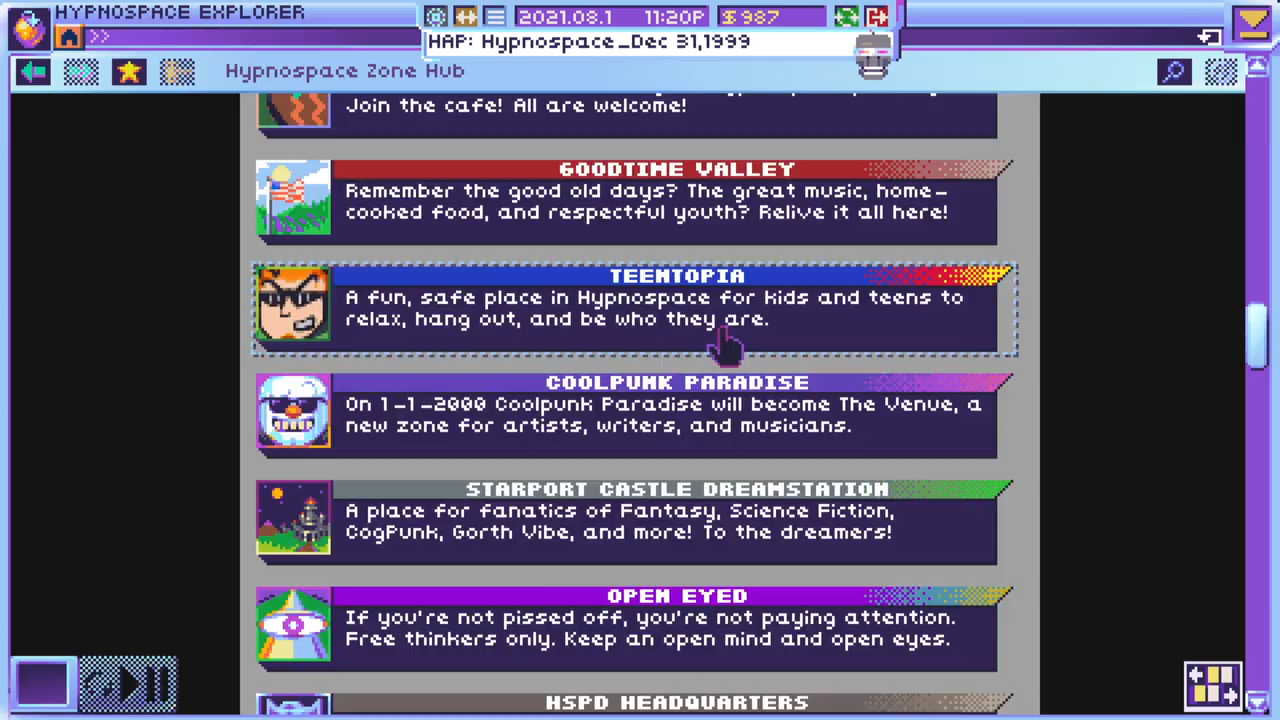 HYPNOSPACE EXPLORER
2021.08.1 11:20P
987
HAP: Hypnospace_Dec 31,1999
Hypnospace Zone Hub
Join the cafe! All are welcome!
GOODTIME VALLEY
Remember the good old days? The great music, home-
cooked food, and respectful youth? Relive it all here!
TEENTOPIA
A fun, safe place in Hypnospace for kids and teens to
relax, hang out, and be who they are.
COOLPUNK PARADISE
On 1-1-2000 Coolpunk Paradise will become The Venue, a
new zone for artists, writers, and musicians.
STARPORT CASTLE DREAMSTATION
A place for fanatics of Fantasy, Science Fiction,
CogPunk, Gorth Vibe, and more! To the dreamers!
OPEN EYED
If you're not pissed off, you're not paying attention.
Free thinkers only. Keep an open mind and open eyes.
HSPD HEADQUARTERS